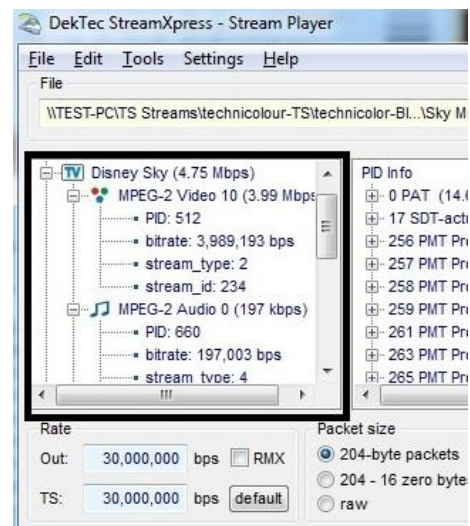 DekTec StreamXpress - Stream Player
File Edit Tools Settings Help
File
\\TEST-PC\TS Streams\technicolour-TS\technicolor-Bl...\Sky M
TV Disney Sky (4.75 Mbps)
MPEG-2 Video 10 (3.99 Mbps
PID: 512
bitrate: 3,989,193 bps
stream_type: 2
stream_id: 234
MPEG-2 Audio 0 (197 kbps)
PID: 660
bitrate: 197,003 bps
stream_type: 4
PID Info
0 PAT (14.6
17 SDT-actu
256 PMT Pro
257 PMT Pro
258 PMT Pro
259 PMT Pro
261 PMT Pro
263 PMT Pro
265 PMT Pro
Rate
Out: 30,000,000 bps RMX
TS: 30,000,000 bps default
Packet size
204-byte packets
204 - 16 zero bytes
raw